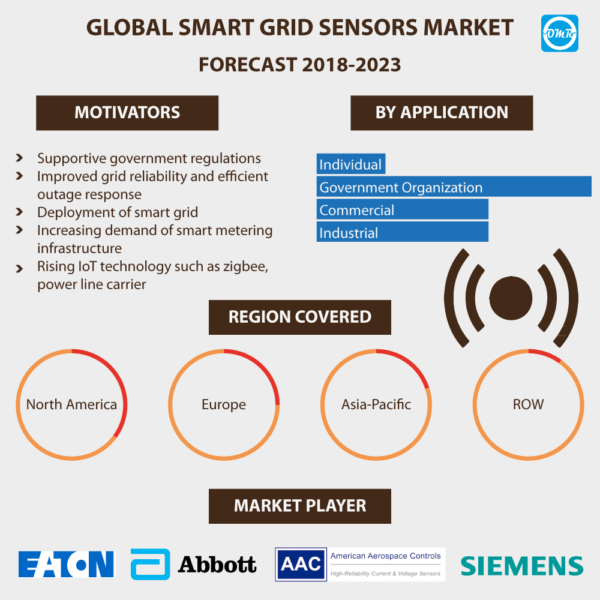 GLOBAL SMART GRID SENSORS MARKET
FORECAST 2018-2023
OMR
MOTIVATORS
Supportive government regulations
Improved grid reliability and efficient
outage response
Deployment of smart grid
Increasing demand of smart metering
infrastructure
Rising IoT technology such as zigbee,
power line carrier
BY APPLICATION
Individual
Government Organization
Commercial
Industrial
REGION COVERED
North America
Europe
Asia-Pacific
ROW
MARKET PLAYER
EATON
Abbott
AAC
American Aerospace Controls
High-Reliability Current & Voltage Sensors
SIEMENS